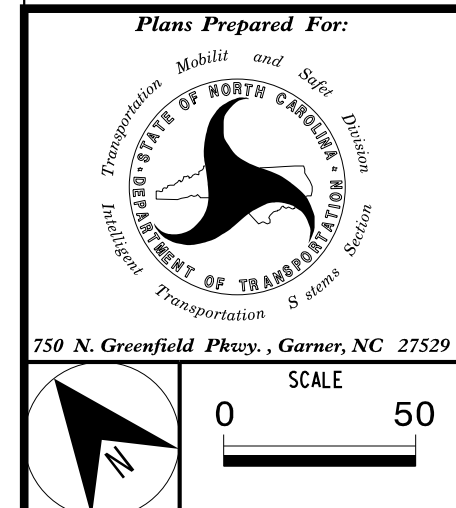 Plans Prepared For:
Transportation Mobilit and Safet Division
STATE OF NORTH CAROLINA
DEPARTMENT OF TRANSPORTATION
Intelligent Transportation S stems Section
750 N. Greenfield Pkwy. , Garner, NC 27529
N
SCALE
0 50